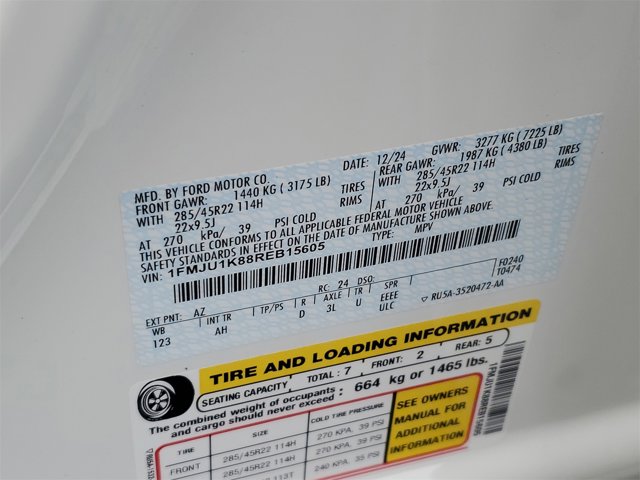 MFD. BY FORD MOTOR CO. DATE: 12/24 GVWR: 3277 KG ( 7225 LB)
FRONT GAWR: 1440 KG ( 3175 LB) REAR GAWR: 1987 KG ( 4380 LB)
WITH 285/45R22 114H TIRES WITH 285/45R22 114H TIRES
22x9.5J RIMS 22x9.5J RIMS
AT 270 kPa/ 39 PSI COLD AT 270 kPa/ 39 PSI COLD
THIS VEHICLE CONFORMS TO ALL APPLICABLE FEDERAL MOTOR VEHICLE
SAFETY STANDARDS IN EFFECT ON THE DATE OF MANUFACTURE SHOWN ABOVE.
VIN: 1FMJU1K88REB15605 TYPE: MPV
F0240
T0474
EXT PNT: AZ RC: 24 DSO:
WB INT TR TP/PS R AXLE TR SPR
123 AH D 3L U EEEE
ULC ▽ RU5A-3520472-AA
TIRE AND LOADING INFORMATION
SEATING CAPACITY TOTAL: 7 FRONT: 2 REAR: 5
The combined weight of occupants and cargo should never exceed: 664 kg or 1465 lbs.
TIRE SIZE COLD TIRE PRESSURE
FRONT 285/45R22 114H 270 KPA, 39 PSI
285/45R22 114H 270 KPA, 39 PSI
113T 240 KPA, 35 PSI
SEE OWNERS
MANUAL FOR
ADDITIONAL
INFORMATION